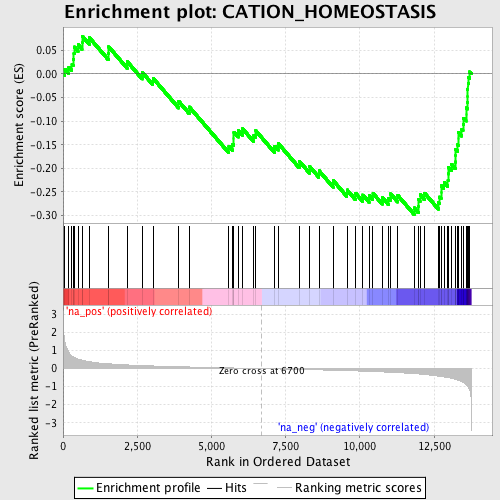 Enrichment plot: CATION_HOMEOSTASIS
Enrichment score (ES)
0.05
0.00
-0.05
-0.10
-0.15
-0.20
-0.25
-0.30
'na_pos' (positively correlated)
Ranked list metric (PreRanked)
3
2
1
0
-1
-2
-3
Zero cross at 6700
'na_neg' (negatively correlated)
0
2,500
5,000
7,500
10,000
12,500
Rank in Ordered Dataset
Enrichment profile
Hits
Ranking metric scores